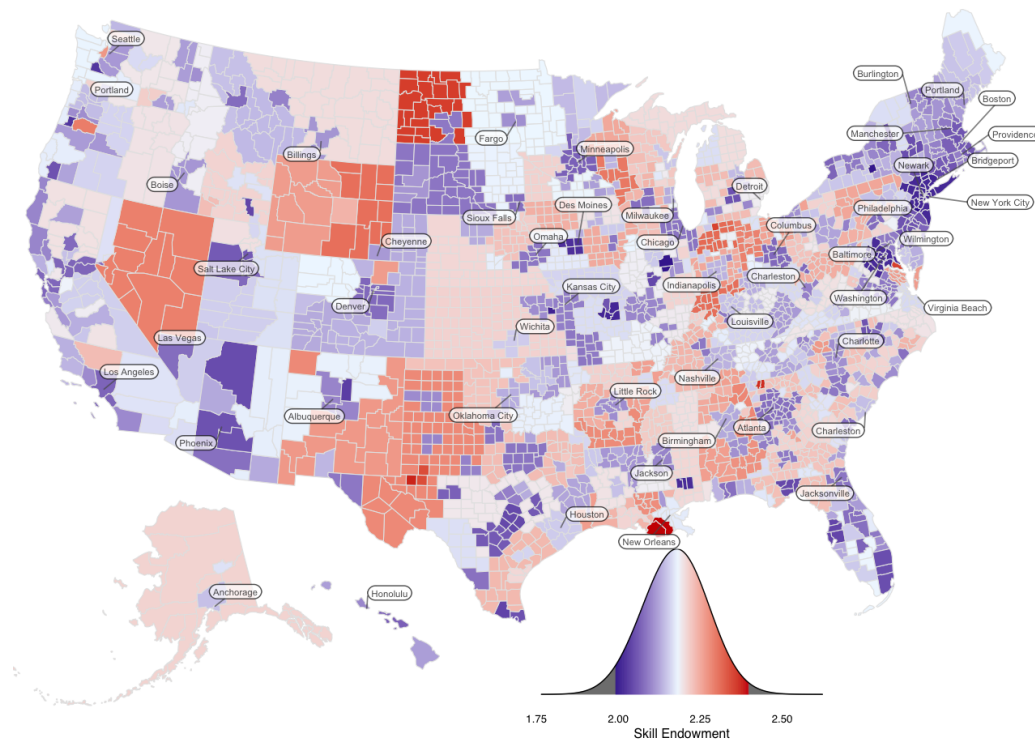 Seattle
Burlington
Portland
Portland
Boston
Manchester
Providence
Fargo
Minneapolis
Billings
Newark
Bridgeport
Boise
Detroit
New York City
Sioux Falls
Des Moines
Milwaukee
Columbus
Philadelphia
Omaha
Cheyenne
Chicago
Wilmington
Baltimore
Salt Lake City
Charleston
Denver
Kansas City
Indianapolis
Washington
Virginia Beach
Wichita
Louisville
Las Vegas
Charlotte
Los Angeles
Nashville
Little Rock
Albuquerque
Oklahoma City
Atlanta
Charleston
Phoenix
Birmingham
Jackson
Jacksonville
Houston
New Orleans
Anchorage
Honolulu
1.75 2.00 2.25 2.50
Skill Endowment